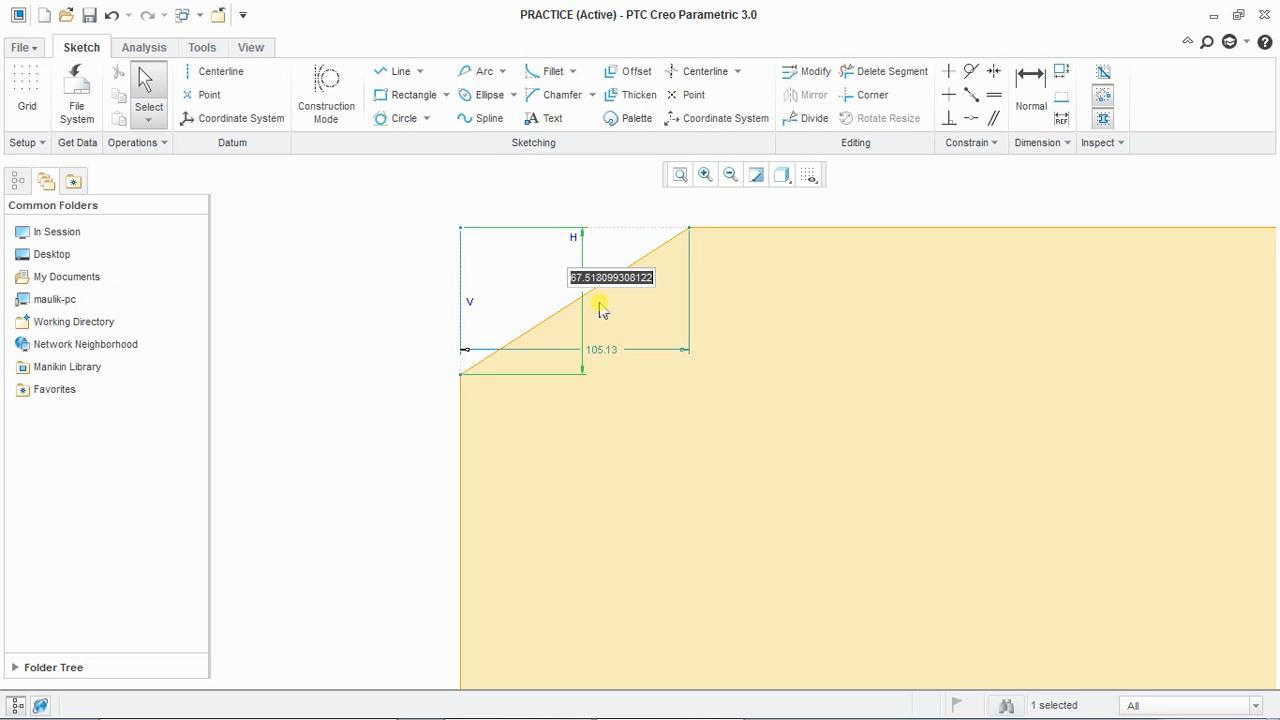 PRACTICE (Active) - PTC Creo Parametric 3.0
File Sketch Analysis Tools View
Grid
File System
Select
Centerline
Point
Coordinate System
Construction Mode
Line Arc Fillet Offset Centerline
Rectangle Ellipse Chamfer Thicken Point
Circle Spline Text Palette Coordinate System
Modify Delete Segment
Mirror Corner
Divide Rotate Resize
Normal
REF
Setup Get Data Operations Datum Sketching Editing Constrain Dimension Inspect
Common Folders
In Session
Desktop
My Documents
maulik-pc
Working Directory
Network Neighborhood
Manikin Library
Favorites
H
67.518099308122
V
105.13
Folder Tree
1 selected All